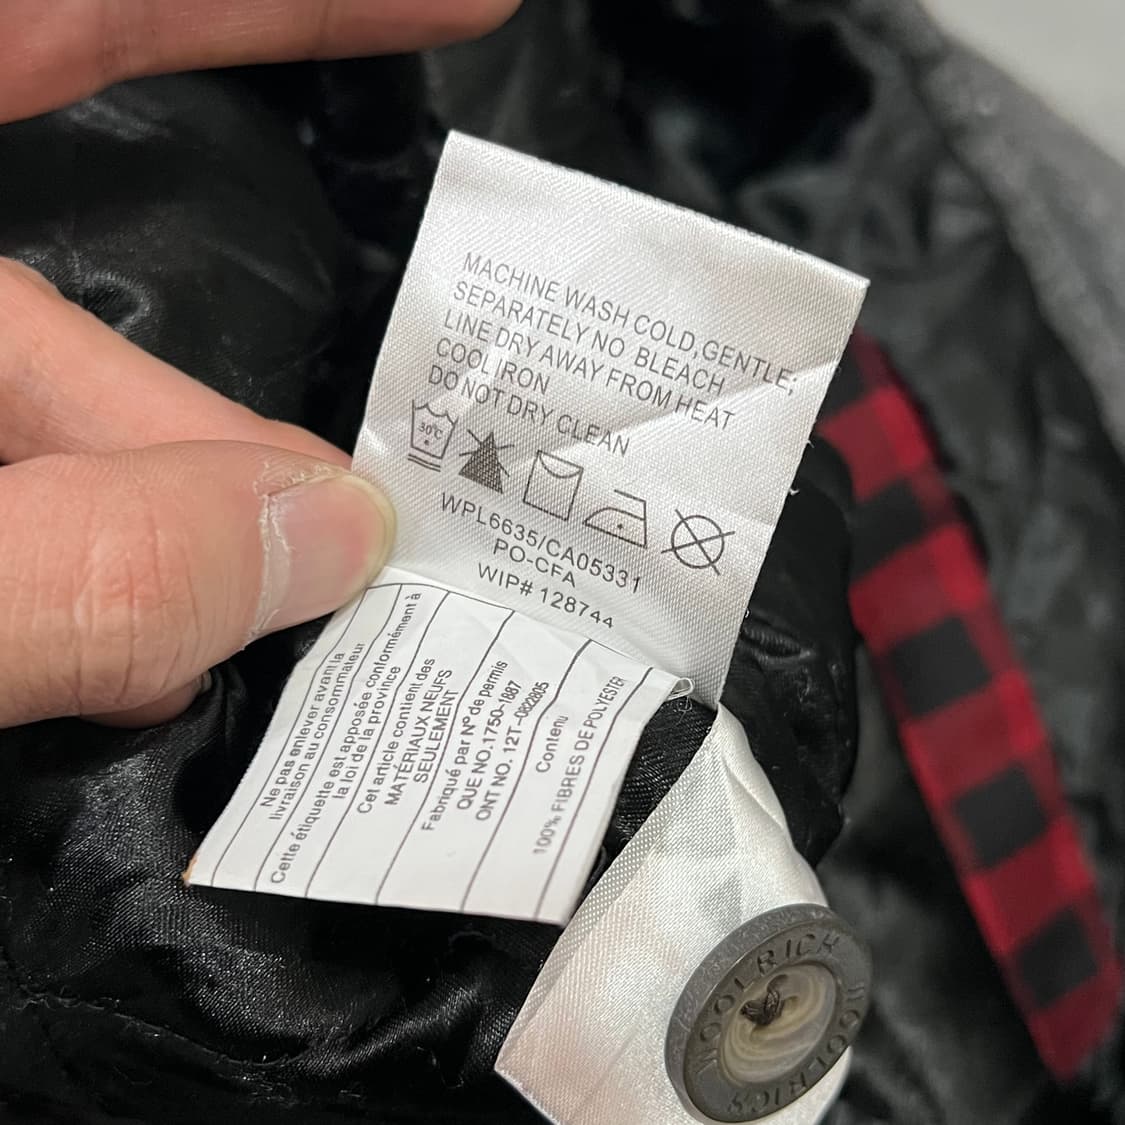 MACHINE WASH COLD, GENTLE;
SEPARATELY NO BLEACH
LINE DRY AWAY FROM HEAT
COOL IRON
DO NOT DRY CLEAN
30°C
WPL6635/CA05331
PO-CFA
WIP# 128744
Ne pas enlever avant la
livraison au consommateur
Cette étiquette est apposée conformément à
la loi de la province
Cet article contient des
MATÉRIAUX NEUFS
SEULEMENT
Fabriqué par Nº de permis
QUE NO.1750-1887
ONT NO. 12T-0822805
Contenu
100% FIBRES DE POLYESTER
WOOLRICH
WOOLRICH